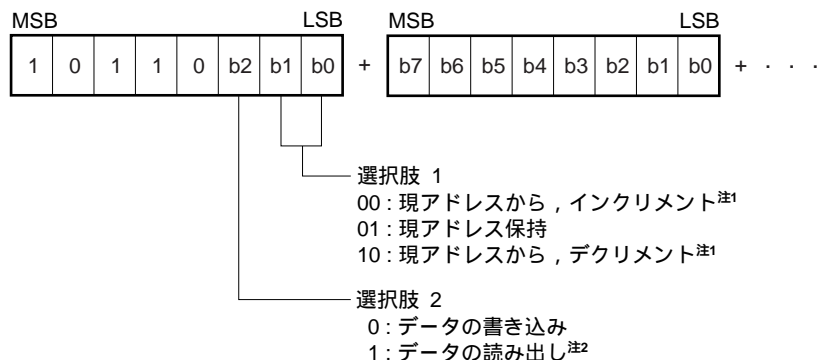 MSB LSB MSB LSB
1 0 1 1 0 b2 b1 b0 + b7 b6 b5 b4 b3 b2 b1 b0 + · · ·
選択肢 1
00 : 現アドレスから , インクリメント注1
01 : 現アドレス保持
10 : 現アドレスから , デクリメント注1
選択肢 2
0 : データの書き込み
1 : データの読み出し注2